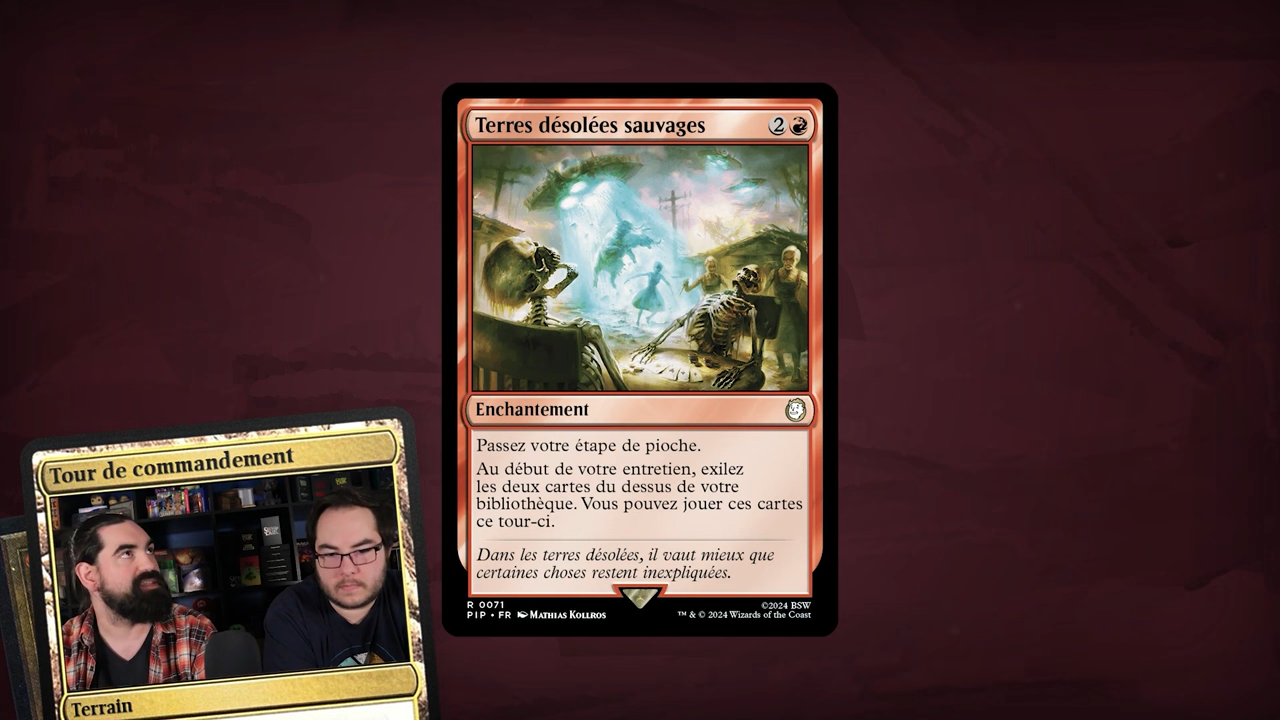 Terres désolées sauvages
2
Enchantement
Passez votre étape de pioche.
Au début de votre entretien, exilez
les deux cartes du dessus de votre
bibliothèque. Vous pouvez jouer ces cartes
ce tour-ci.
Dans les terres désolées, il vaut mieux que
certaines choses restent inexpliquées.
R 0071
PIP • FR Mathias Kollros
©2024 BSW
™ & © 2024 Wizards of the Coast
Tour de commandement
Terrain